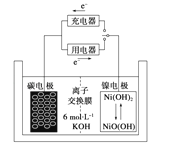 e⁻
充电器
用电器
e⁻
碳电极
镍电极
离子
交换膜
6 mol·L⁻¹
KOH
Ni(OH)₂
NiO(OH)